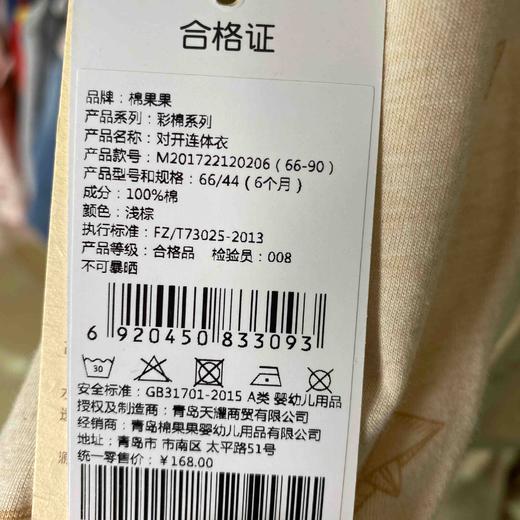 合格证
品牌：棉果果
产品系列：彩棉系列
产品名称：对开连体衣
产品款号：M201722120206（66-90）
产品型号和规格：66/44（6个月）
成分：100%棉
颜色：浅棕
执行标准：FZ/T73025-2013
产品等级：合格品 检验员：008
不可暴晒
6 920450 833093
30
安全标准：GB31701-2015 A类 婴幼儿用品
授权及制造商：青岛天耀商贸有限公司
经销商：青岛棉果果婴幼儿用品有限公司
地址：青岛市 市南区 太平路51号
统一零售价：￥168.00